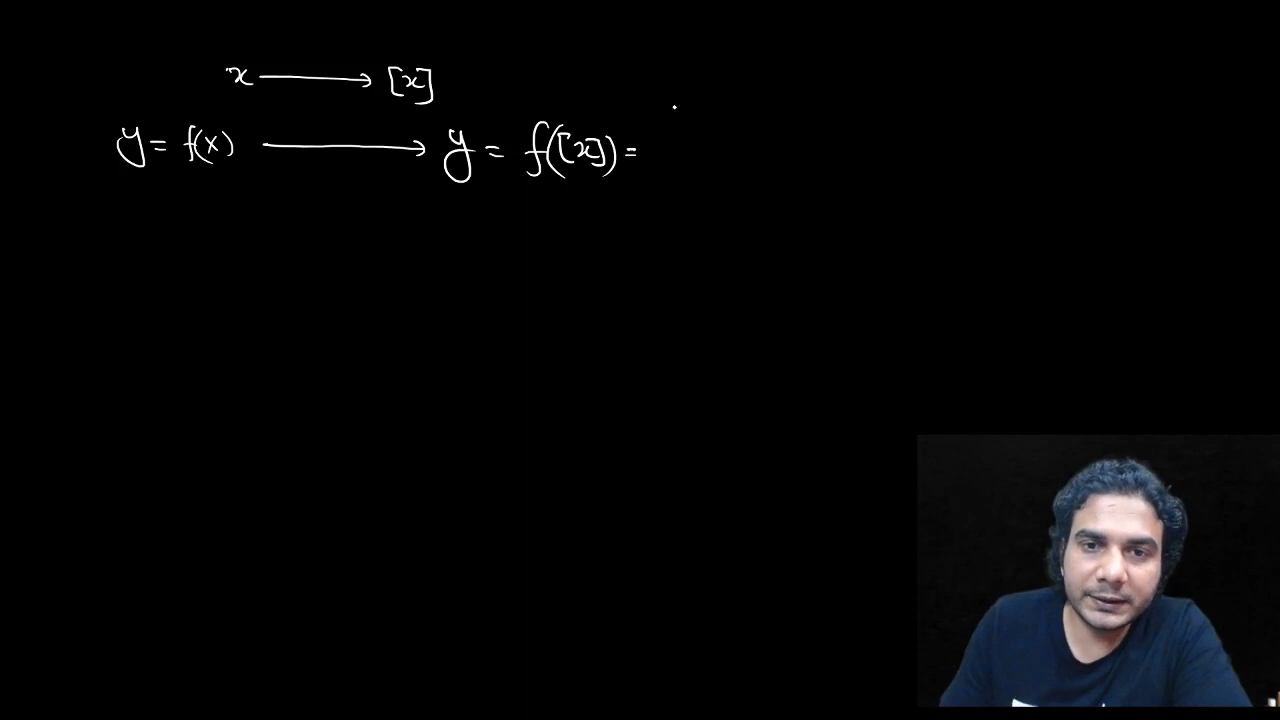 x ⟶ [x]
y = f(x) ⟶ y = f([x]) =